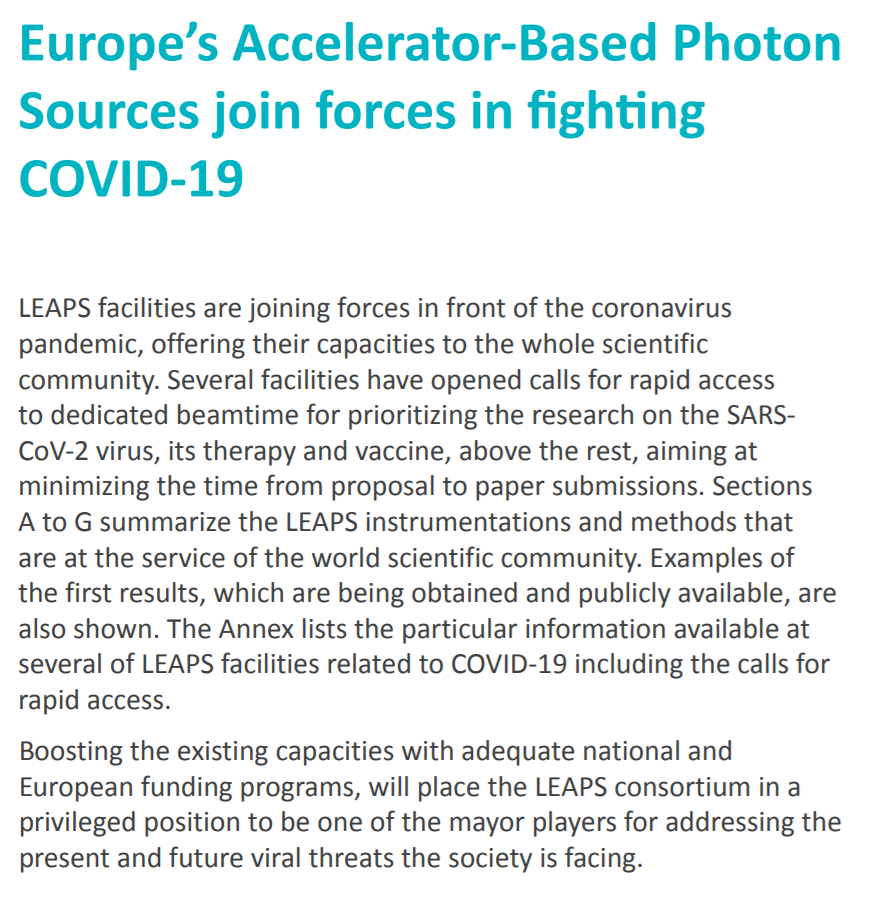 Europe’s Accelerator-Based Photon
Sources join forces in fighting
COVID-19
LEAPS facilities are joining forces in front of the coronavirus
pandemic, offering their capacities to the whole scientific
community. Several facilities have opened calls for rapid access
to dedicated beamtime for prioritizing the research on the SARS-
CoV-2 virus, its therapy and vaccine, above the rest, aiming at
minimizing the time from proposal to paper submissions. Sections
A to G summarize the LEAPS instrumentations and methods that
are at the service of the world scientific community. Examples of
the first results, which are being obtained and publicly available, are
also shown. The Annex lists the particular information available at
several of LEAPS facilities related to COVID-19 including the calls for
rapid access.
Boosting the existing capacities with adequate national and
European funding programs, will place the LEAPS consortium in a
privileged position to be one of the mayor players for addressing the
present and future viral threats the society is facing.